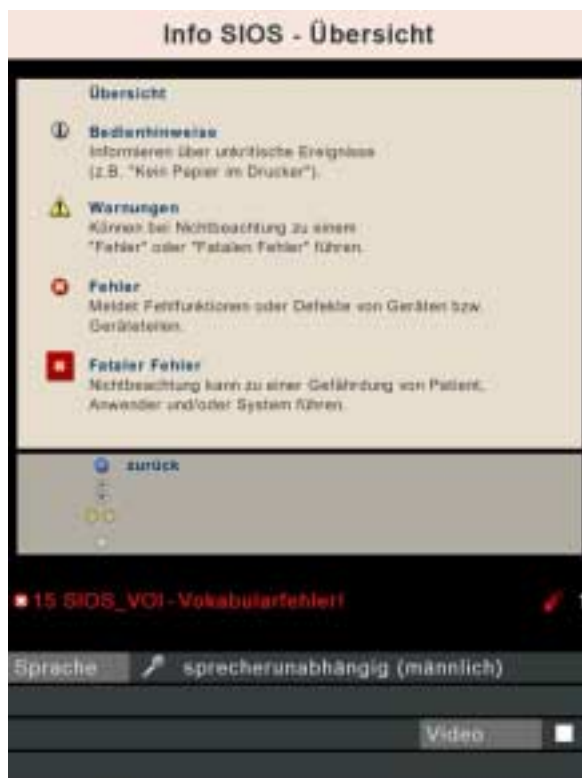 Info SIOS - Übersicht
Übersicht
Bedienhinweise
Informieren über unkritische Ereignisse
(z.B. "Kein Papier im Drucker").
Warnungen
Können bei Nichtbeachtung zu einem
"Fehler" oder "Fatalen Fehler" führen.
Fehler
Meldet Fehlfunktionen oder Defekte von Geräten bzw.
Geräteteilen.
Fataler Fehler
Nichtbeachtung kann zu einer Gefährdung von Patient,
Anwender und/oder System führen.
zurück
15 SIOS_VOI - Vokabularfehler!
Sprache sprecherunabhängig (männlich)
Video